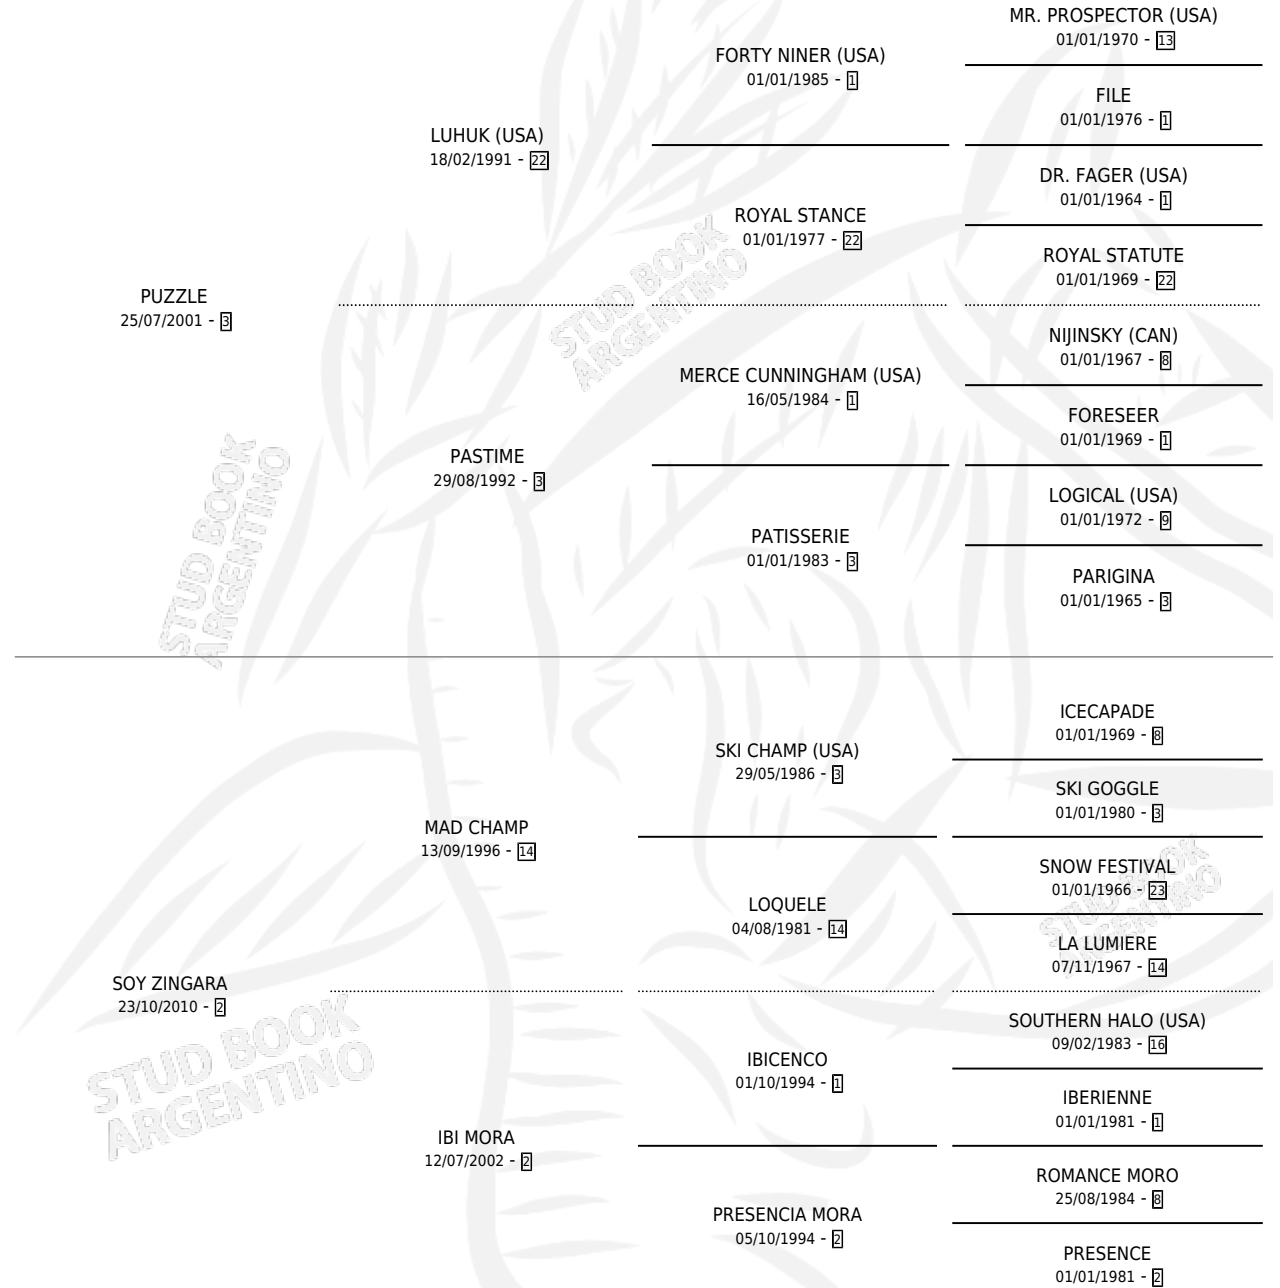 MR. PROSPECTOR (USA)
01/01/1970 - 13
FORTY NINER (USA)
01/01/1985 - 1
FILE
01/01/1976 - 1
LUHUK (USA)
18/02/1991 - 22
DR. FAGER (USA)
01/01/1964 - 1
ROYAL STANCE
01/01/1977 - 22
ROYAL STATUTE
01/01/1969 - 22
PUZZLE
25/07/2001 - 3
STUD BOOK
ARGENTINO
NIJINSKY (CAN)
01/01/1967 - 8
MERCE CUNNINGHAM (USA)
16/05/1984 - 1
FORESEER
01/01/1969 - 1
PASTIME
29/08/1992 - 3
LOGICAL (USA)
01/01/1972 - 9
PATISSERIE
01/01/1983 - 3
PARIGINA
01/01/1965 - 3
STUD BOOK
ARGENTINO
ICECAPADE
01/01/1969 - 8
SKI CHAMP (USA)
29/05/1986 - 3
SKI GOGGLE
01/01/1980 - 3
MAD CHAMP
13/09/1996 - 14
SNOW FESTIVAL
01/01/1966 - 23
LOQUELE
04/08/1981 - 14
LA LUMIERE
07/11/1967 - 14
STUD BOOK
ARGENTINO
SOY ZINGARA
23/10/2010 - 2
SOUTHERN HALO (USA)
09/02/1983 - 16
IBICENCO
01/10/1994 - 1
IBERIENNE
01/01/1981 - 1
STUD BOOK
ARGENTINO
IBI MORA
12/07/2002 - 2
ROMANCE MORO
25/08/1984 - 8
PRESENCIA MORA
05/10/1994 - 2
PRESENCE
01/01/1981 - 2